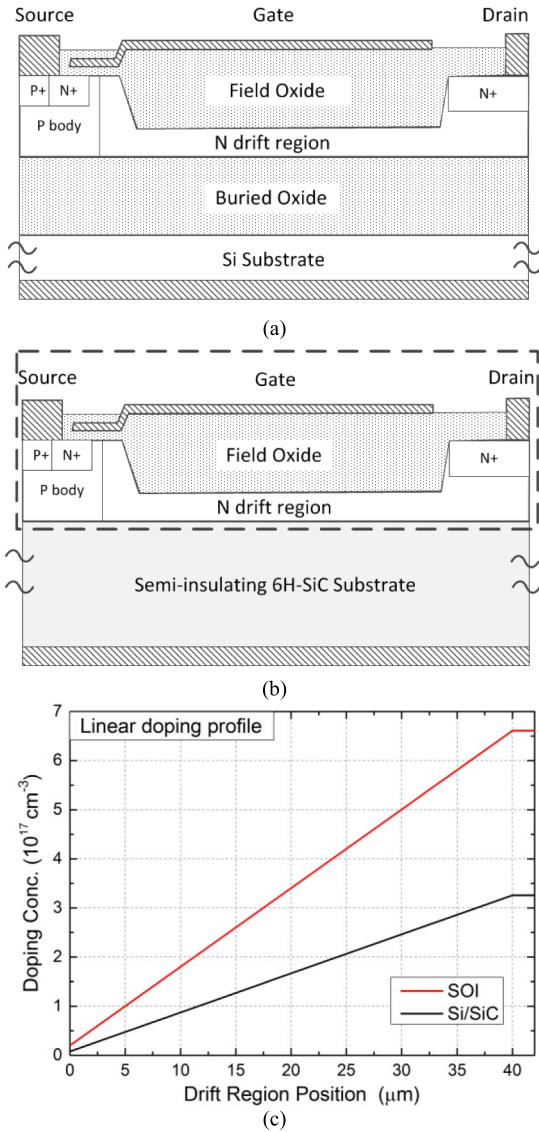 Source Gate Drain
Field Oxide
P+ N+ N+
P body
N drift region
Buried Oxide
Si Substrate
(a)
Source Gate Drain
Field Oxide
P+ N+ N+
P body
N drift region
Semi-insulating 6H-SiC Substrate
(b)
7
Linear doping profile
6
5
4
3
2
1
0
Doping Conc. (10^17 cm^-3)
SOI
Si/SiC
0 5 10 15 20 25 30 35 40
Drift Region Position (μm)
(c)